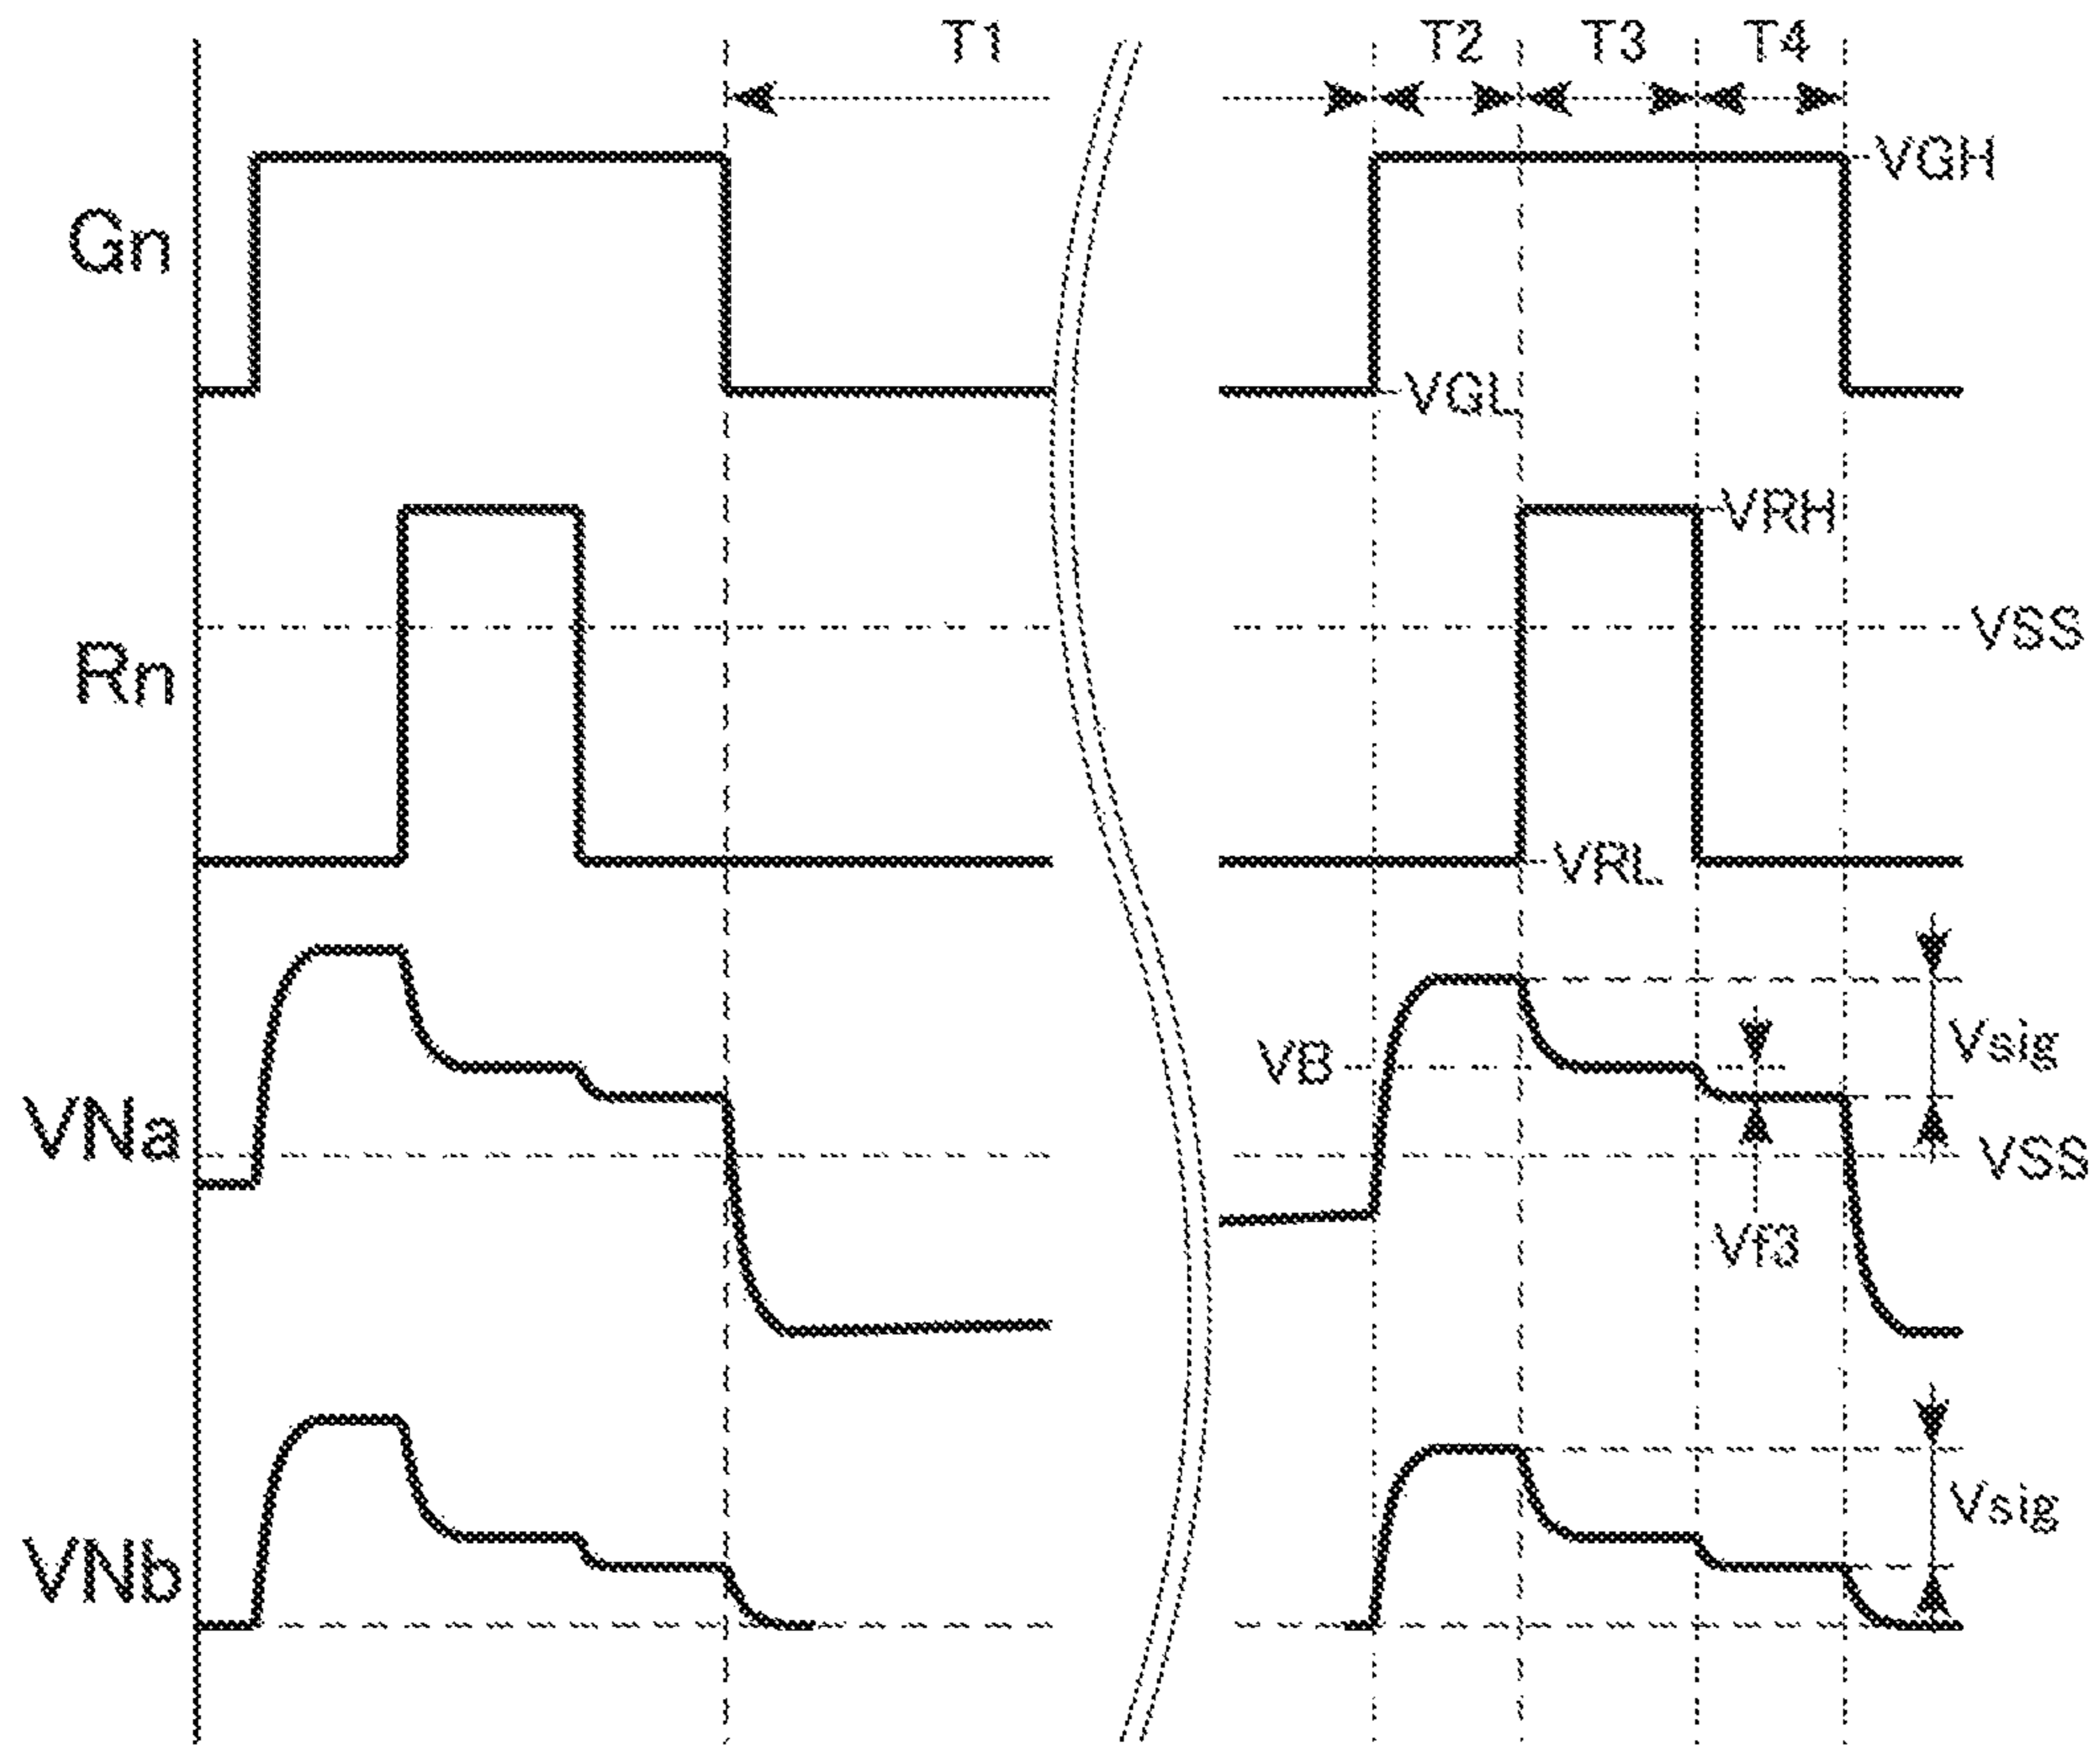 T1
T2
T3
T4
Gn
VGH
VGL
Rn
VRH
VSS
VRL
VNa
VB
Vsig
VSS
Vf3
VNb
Vsig